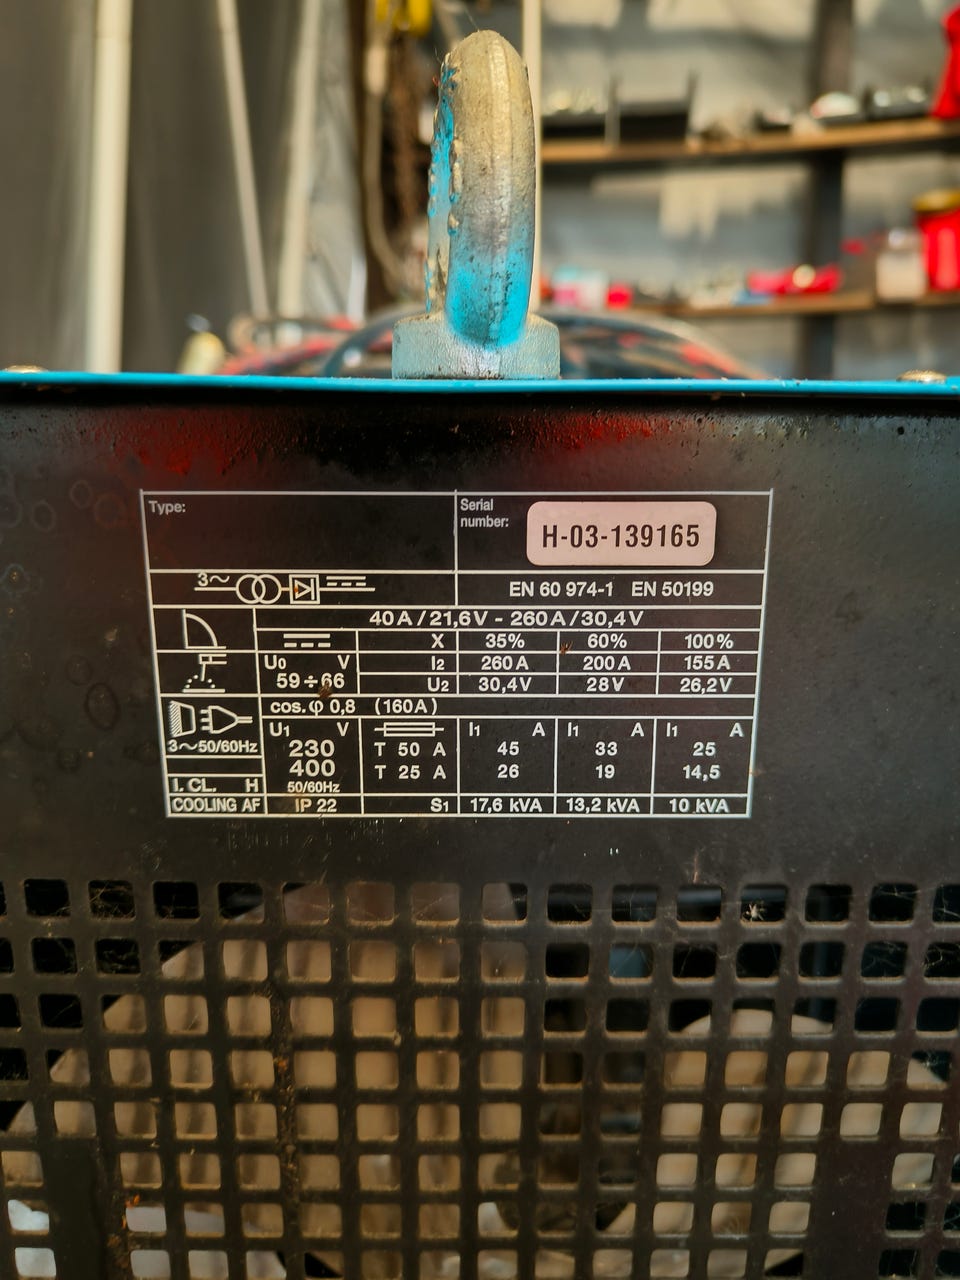 Type:
Serial number: H-03-139165
3~
EN 60 974-1 EN 50199
40A/21,6V - 260A/30,4V
X 35% 60% 100%
U0 V I2 260A 200A 155A
59÷66 U2 30,4V 28V 26,2V
cos.φ 0,8 (160A)
U1 V I1 A I1 A I1 A
3~50/60Hz 230 T 50 A 45 33 25
400 T 25 A 26 19 14,5
I. CL. H 50/60Hz
COOLING AF IP 22 S1 17,6 kVA 13,2 kVA 10 kVA